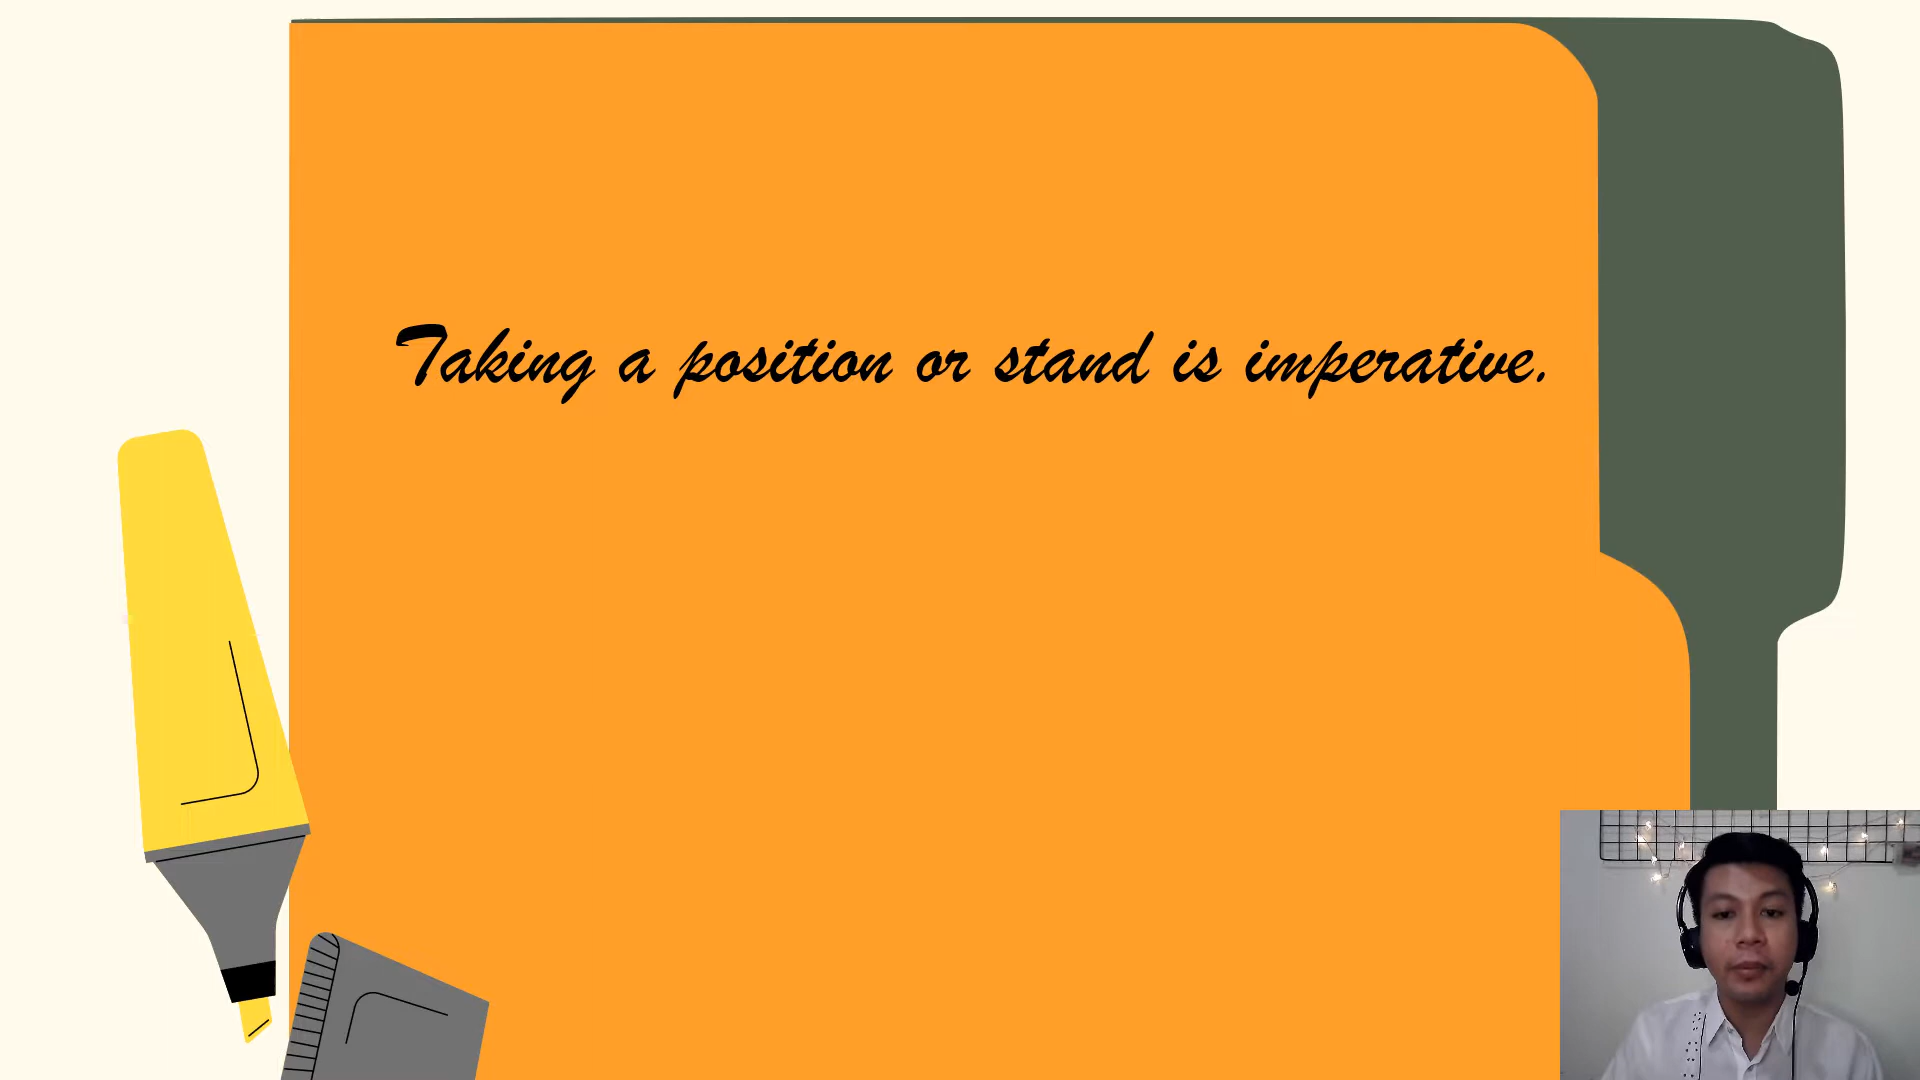 Taking a position or stand is imperative.